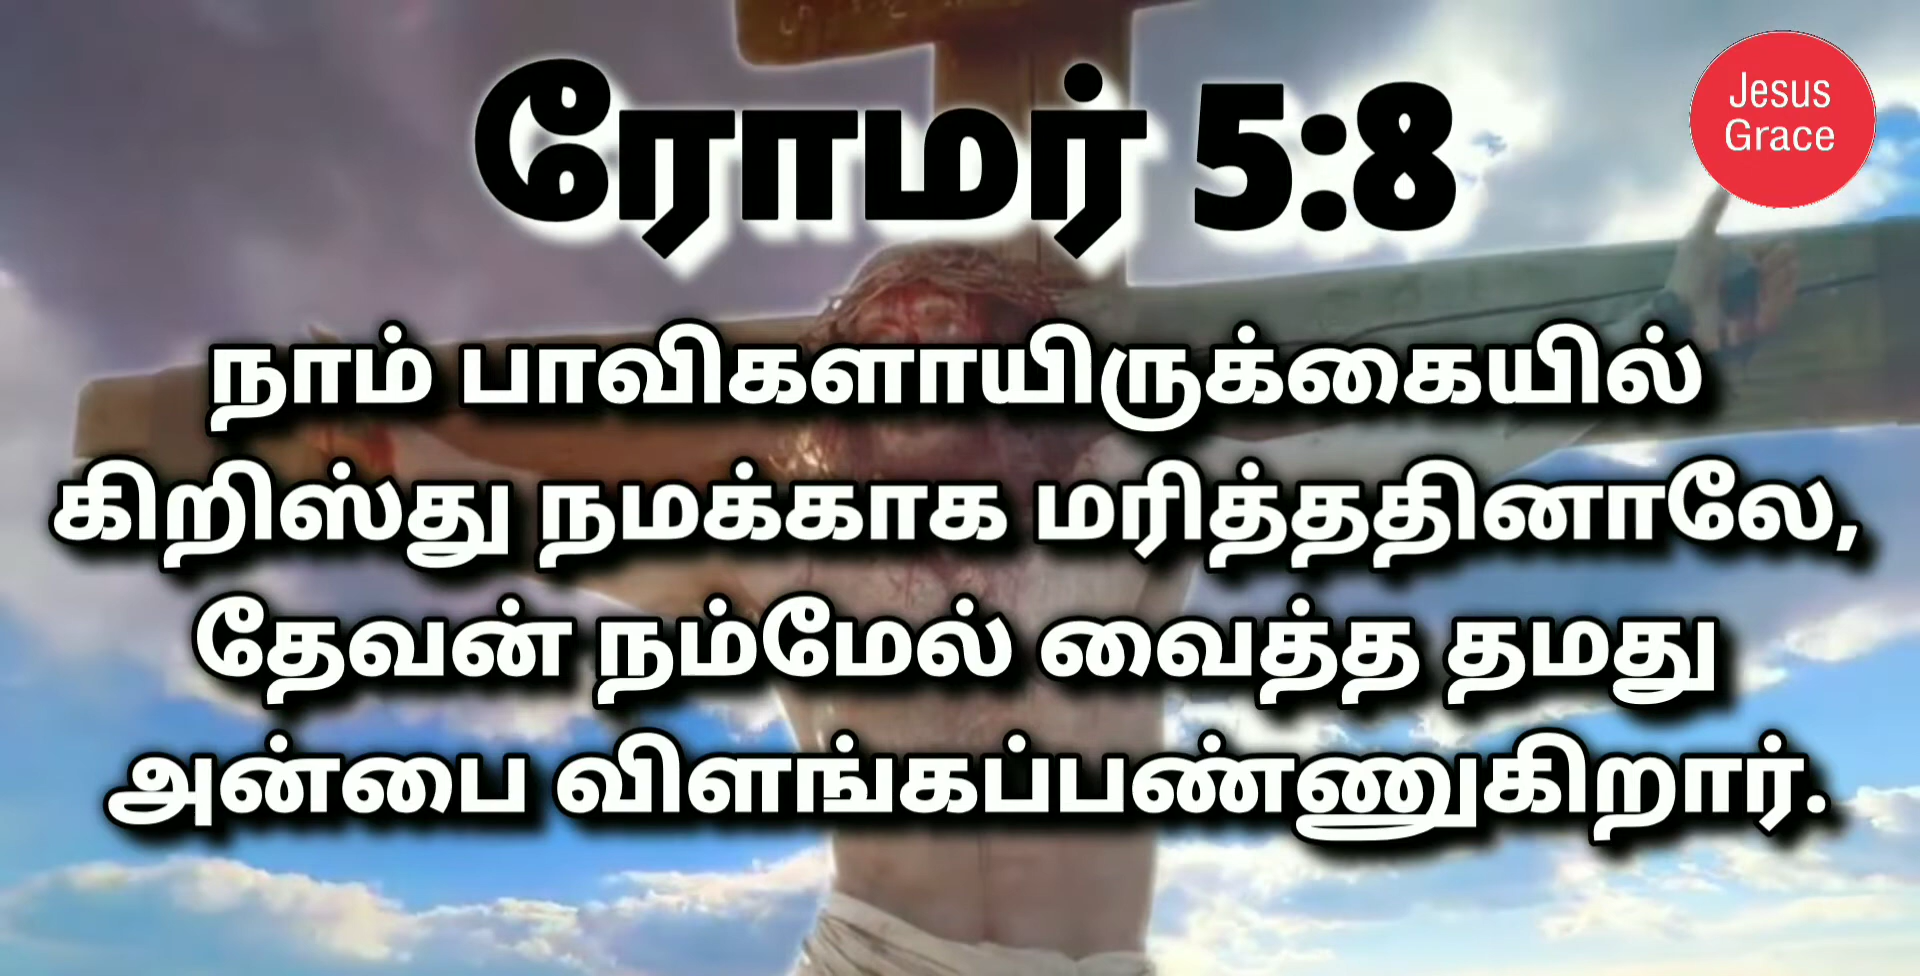 ரோமர் 5:8
Jesus
Grace
நாம் பாவிகளாயிருக்கையில்
கிறிஸ்து நமக்காக மரித்ததினாலே,
தேவன் நம்மேல் வைத்த தமது
அன்பை விளங்கப்பண்ணுகிறார்.